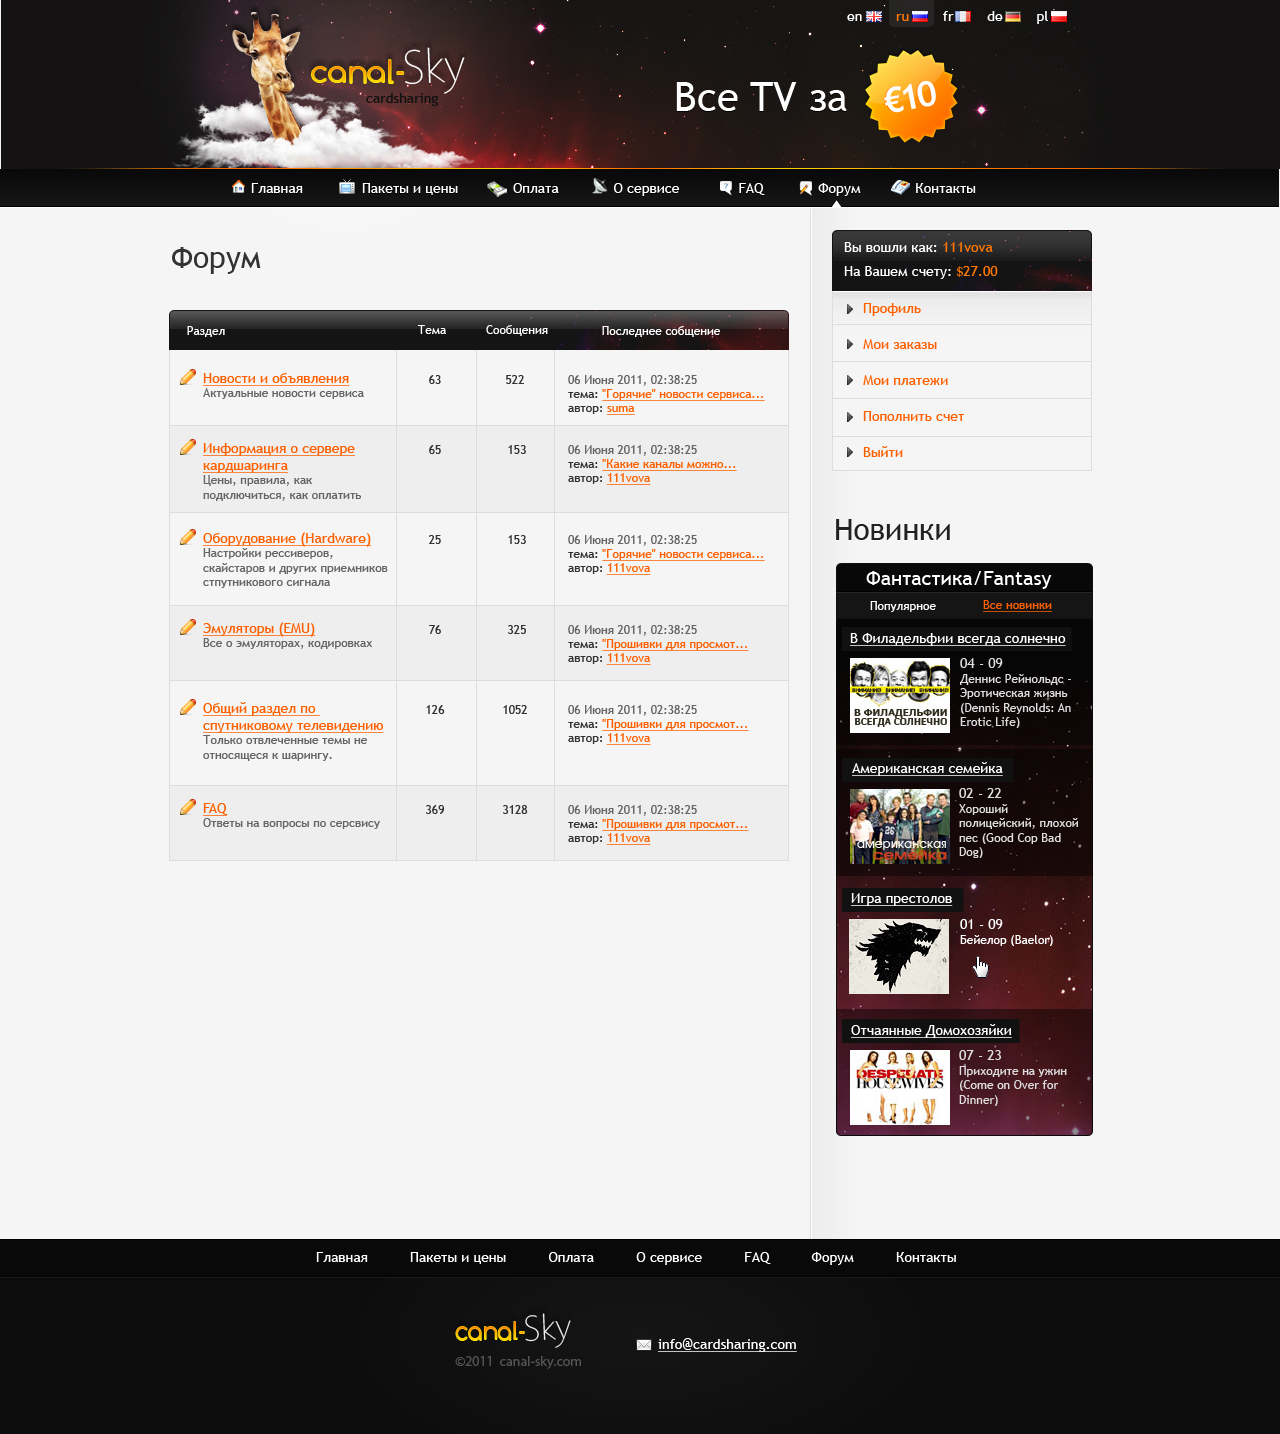 en ru fr de pl
canal-Sky
cardsharing
Все TV за €10
Главная Пакеты и цены Оплата О сервисе FAQ Форум Контакты
Форум
Раздел Тема Сообщения Последнее собщение
Новости и объявления
Актуальные новости сервиса
63 522
06 Июня 2011, 02:38:25
тема: "Горячие" новости сервиса...
автор: suma
Информация о сервере
кардшаринга
Цены, правила, как
подключиться, как оплатить
65 153
06 Июня 2011, 02:38:25
тема: "Какие каналы можно...
автор: 111vova
Оборудование (Hardware)
Настройки рессиверов,
скайстаров и других приемников
стпутникового сигнала
25 153
06 Июня 2011, 02:38:25
тема: "Горячие" новости сервиса...
автор: 111vova
Эмуляторы (EMU)
Все о эмуляторах, кодировках
76 325
06 Июня 2011, 02:38:25
тема: "Прошивки для просмот...
автор: 111vova
Общий раздел по
спутниковому телевидению
Только отвлеченные темы не
относящеся к шарингу.
126 1052
06 Июня 2011, 02:38:25
тема: "Прошивки для просмот...
автор: 111vova
FAQ
Ответы на вопросы по серсвису
369 3128
06 Июня 2011, 02:38:25
тема: "Прошивки для просмот...
автор: 111vova
Вы вошли как: 111vova
На Вашем счету: $27.00
Профиль
Мои заказы
Мои платежи
Пополнить счет
Выйти
Новинки
Фантастика/Fantasy
Популярное Все новинки
В Филадельфии всегда солнечно
ВНИМАНИЕ ВНИМАНИЕ ВНИМАНИЕ
В ФИЛАДЕЛЬФИИ
ВСЕГДА СОЛНЕЧНО
04 - 09
Деннис Рейнольдс -
Эротическая жизнь
(Dennis Reynolds: An
Erotic Life)
Американская семейка
американская
семейка
02 - 22
Хороший
полицейский, плохой
пес (Good Cop Bad
Dog)
Игра престолов
01 - 09
Бейелор (Baelor)
Отчаянные Домохозяйки
DESPERATE
HOUSEWIVES
07 - 23
Приходите на ужин
(Come on Over for
Dinner)
Главная Пакеты и цены Оплата О сервисе FAQ Форум Контакты
canal-Sky
©2011 canal-sky.com
info@cardsharing.com